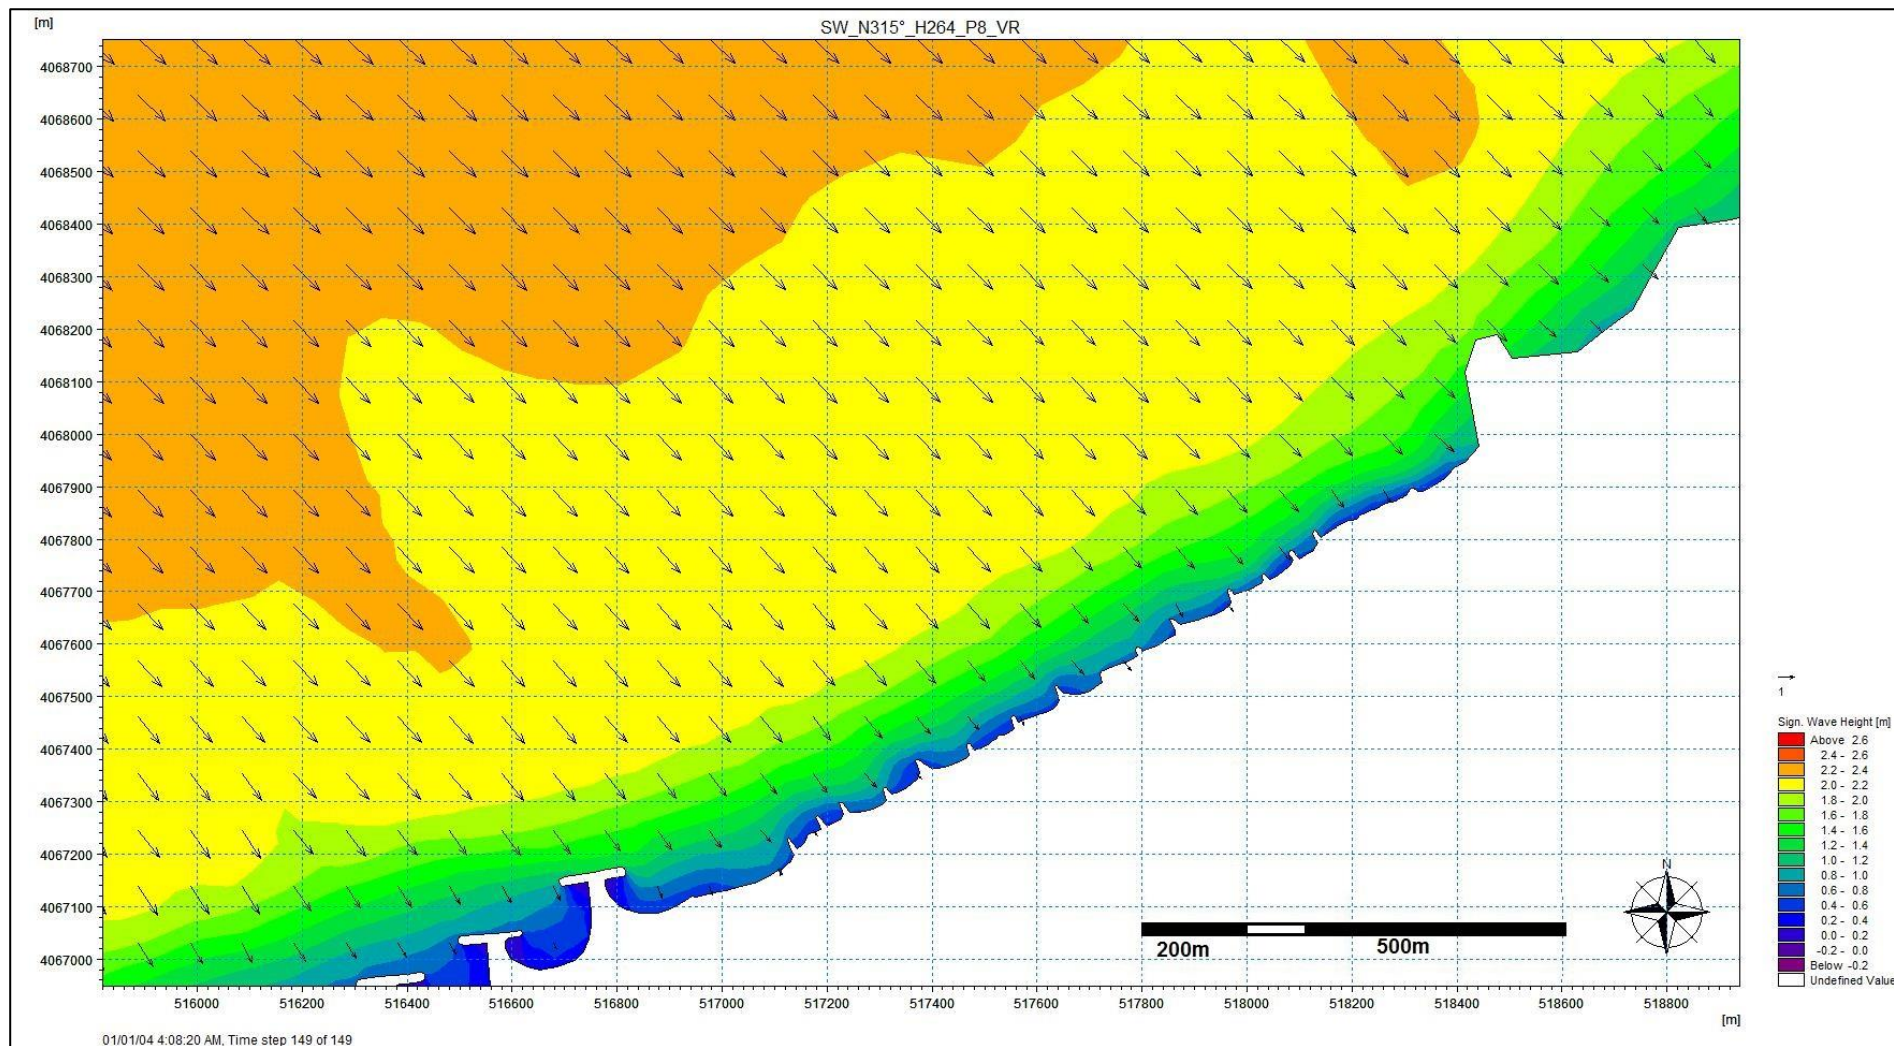 SW_N315°_H264_P8_VR
[m]
4068700
4068600
4068500
4068400
4068300
4068200
4068100
4068000
4067900
4067800
4067700
4067600
4067500
4067400
4067300
4067200
4067100
4067000
516000 516200 516400 516600 516800 517000 517200 517400 517600 517800 518000 518200 518400 518600 518800
[m]
N
200m 500m
1
Sign. Wave Height [m]
Above 2.6
2.4 - 2.6
2.2 - 2.4
2.0 - 2.2
1.8 - 2.0
1.6 - 1.8
1.4 - 1.6
1.2 - 1.4
1.0 - 1.2
0.8 - 1.0
0.6 - 0.8
0.4 - 0.6
0.2 - 0.4
0.0 - 0.2
-0.2 - 0.0
Below -0.2
Undefined Value
01/01/04 4:08:20 AM, Time step 149 of 149